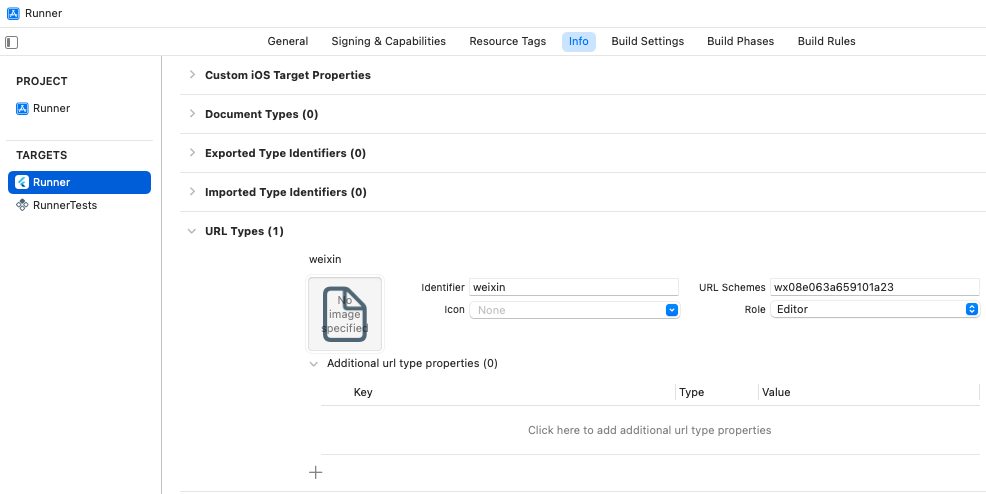 Runner
General Signing & Capabilities Resource Tags Info Build Settings Build Phases Build Rules
PROJECT
Runner
TARGETS
Runner
RunnerTests
Custom iOS Target Properties
Document Types (0)
Exported Type Identifiers (0)
Imported Type Identifiers (0)
URL Types (1)
weixin
No
image
specified
Identifier weixin URL Schemes wx08e063a659101a23
Icon None Role Editor
Additional url type properties (0)
Key Type Value
Click here to add additional url type properties